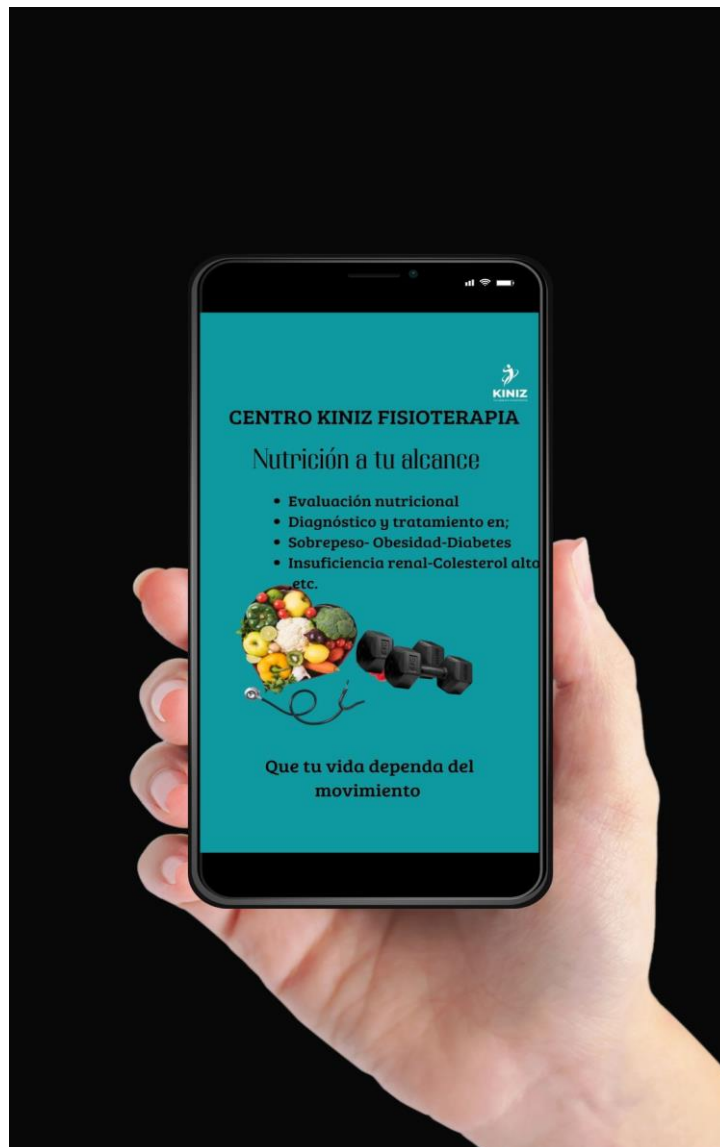 KINIZ
CENTRO KINIZ FISIOTERAPIA
Nutrición a tu alcance
• Evaluación nutricional
• Diagnóstico y tratamiento en;
• Sobrepeso- Obesidad-Diabetes
• Insuficiencia renal-Colesterol alto
,etc.
Que tu vida dependa del
movimiento